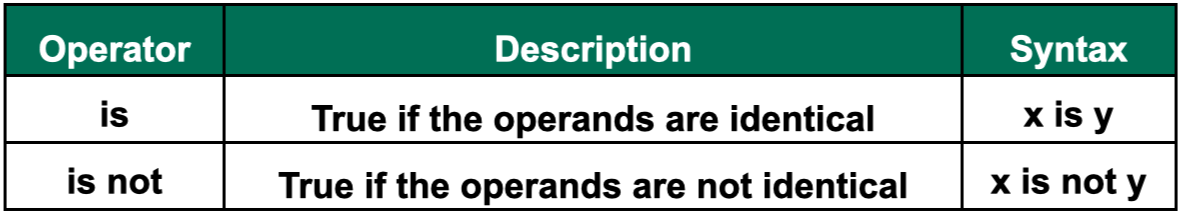 Operator Description Syntax
is True if the operands are identical x is y
is not True if the operands are not identical x is not y